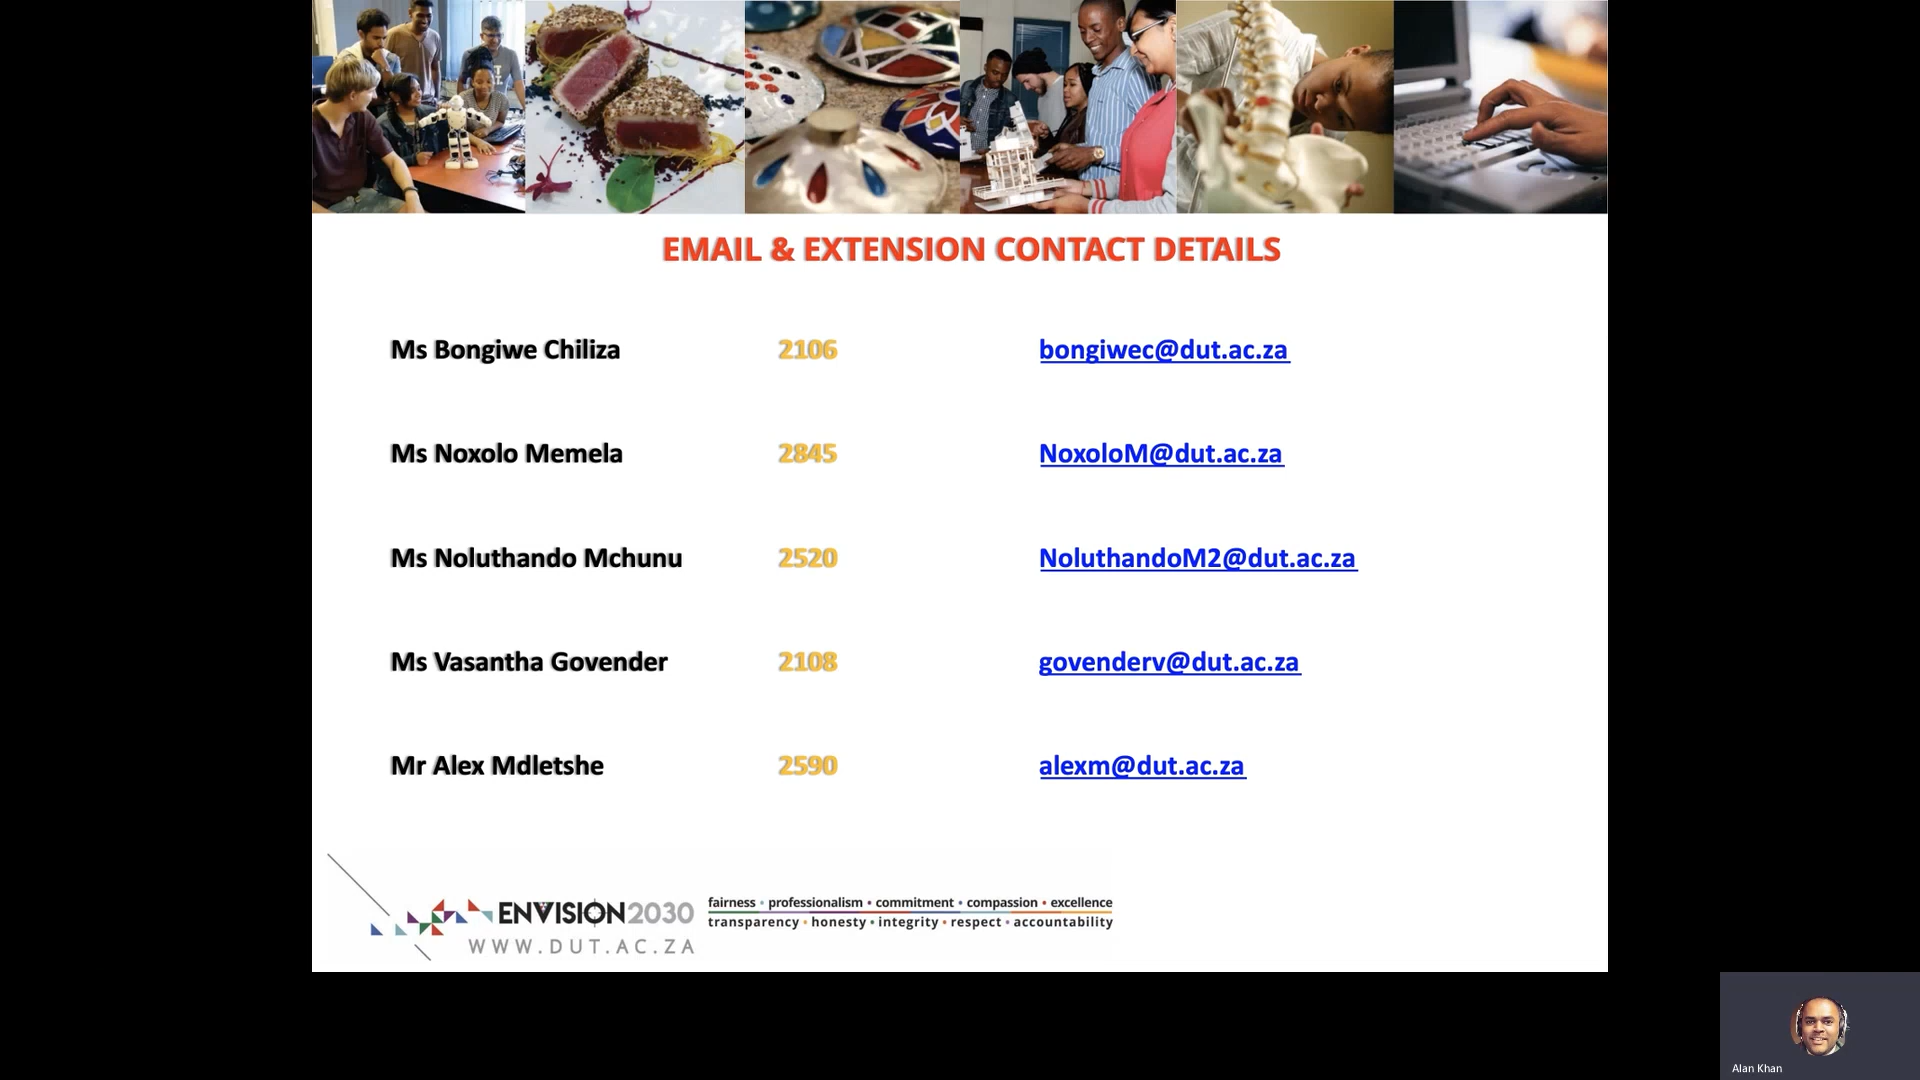 EMAIL & EXTENSION CONTACT DETAILS
Ms Bongiwe Chiliza 2106 bongiwec@dut.ac.za
Ms Noxolo Memela 2845 NoxoloM@dut.ac.za
Ms Noluthando Mchunu 2520 NoluthandoM2@dut.ac.za
Ms Vasantha Govender 2108 govenderv@dut.ac.za
Mr Alex Mdletshe 2590 alexm@dut.ac.za
ENVISION2030
WWW.DUT.AC.ZA
fairness • professionalism • commitment • compassion • excellence
transparency • honesty • integrity • respect • accountability
Alan Khan